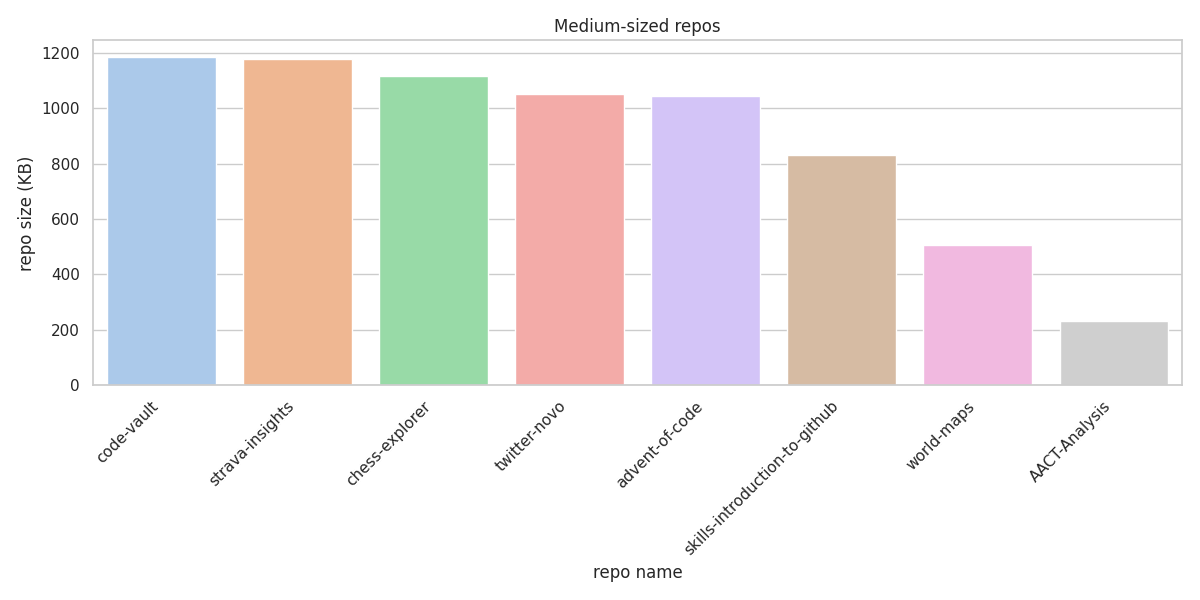 Medium-sized repos
repo size (KB)
1200
1000
800
600
400
200
0
code-vault
strava-insights
chess-explorer
twitter-novo
advent-of-code
skills-introduction-to-github
world-maps
AACT-Analysis
repo name